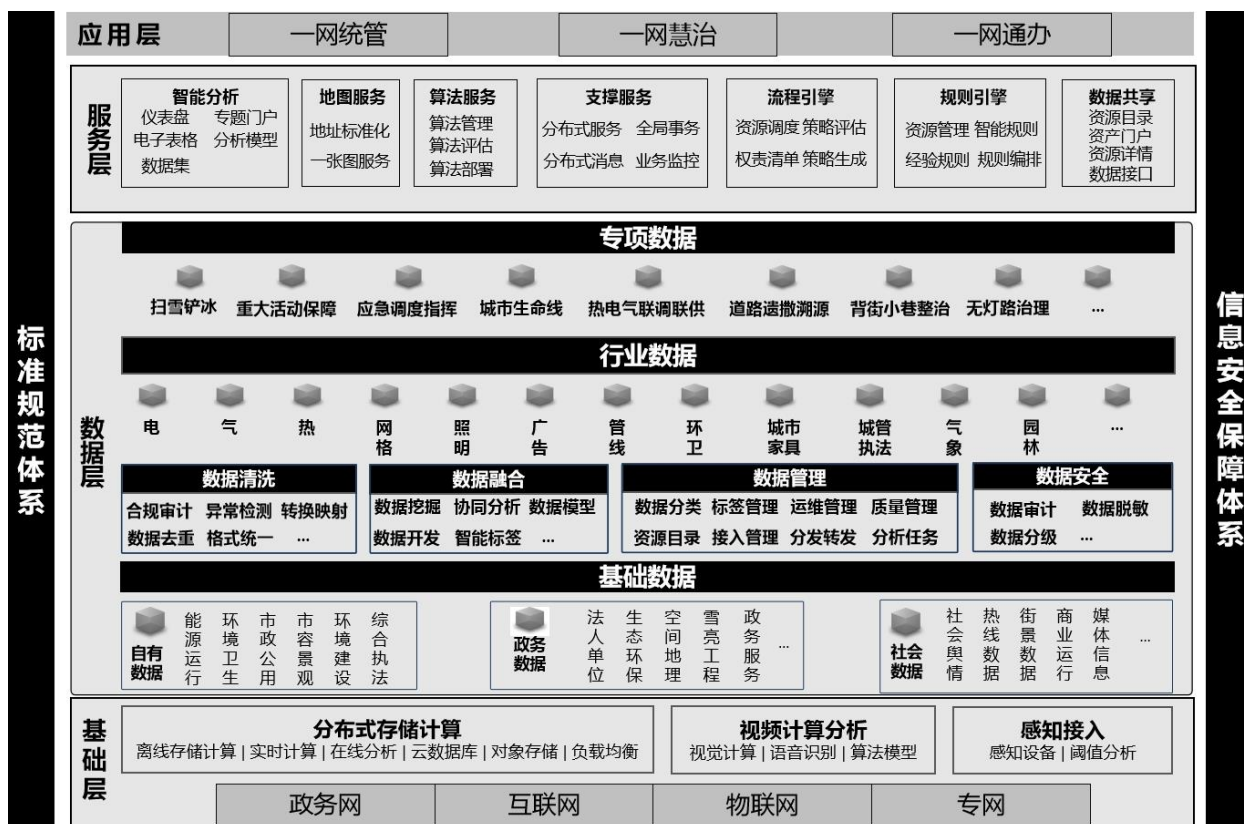 标准规范体系
应用层
一网统管
一网慧治
一网通办
服务层
智能分析
仪表盘 专题门户
电子表格 分析模型
数据集
地图服务
地址标准化
一张图服务
算法服务
算法管理
算法评估
算法部署
支撑服务
分布式服务 全局事务
分布式消息 业务监控
流程引擎
资源调度 策略评估
权责清单 策略生成
规则引擎
资源管理 智能规则
经验规则 规则编排
数据共享
资源目录
资产门户
资源详情
数据接口
数据层
专项数据
扫雪铲冰 重大活动保障 应急调度指挥 城市生命线 热电气联调联供 道路遗撒溯源 背街小巷整治 无灯路治理 ...
行业数据
电 气 热 网格 照明 广告 管线 环卫 城市家具 城管执法 气象 园林 ...
数据清洗
合规审计 异常检测 转换映射
数据去重 格式统一 ...
数据融合
数据挖掘 协同分析 数据模型
数据开发 智能标签 ...
数据管理
数据分类 标签管理 运维管理 质量管理
资源目录 接入管理 分发转发 分析任务
数据安全
数据审计 数据脱敏
数据分级 ...
基础数据
自有数据
能源运行
环境卫生
市政公用
市容景观
环境建设
综合执法
政务数据
法人单位
生态环保
空间地理
雪亮工程
政务服务
...
社会数据
社会舆情
热线数据
街景数据
商业运行
媒体信息
...
基础层
分布式存储计算
离线存储计算 | 实时计算 | 在线分析 | 云数据库 | 对象存储 | 负载均衡
视频计算分析
视觉计算 | 语音识别 | 算法模型
感知接入
感知设备 | 阈值分析
政务网
互联网
物联网
专网
信息安全保障体系